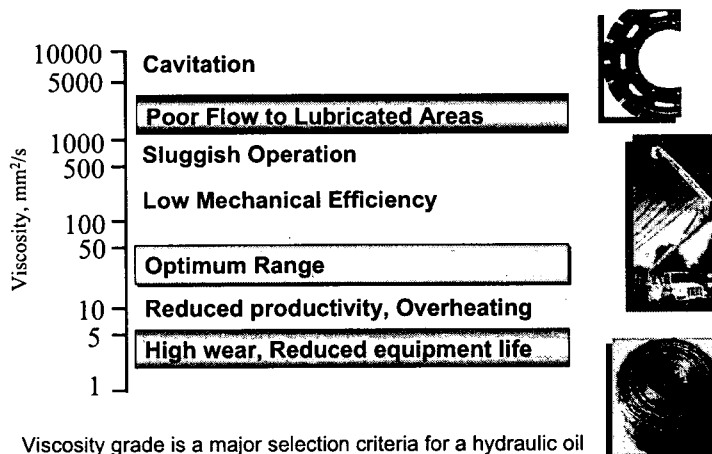 10000
Cavitation
5000
Poor Flow to Lubricated Areas
1000
Sluggish Operation
500
Low Mechanical Efficiency
100
50
Optimum Range
10
Reduced productivity, Overheating
5
High wear, Reduced equipment life
1
Viscosity, mm²/s
Viscosity grade is a major selection criteria for a hydraulic oil